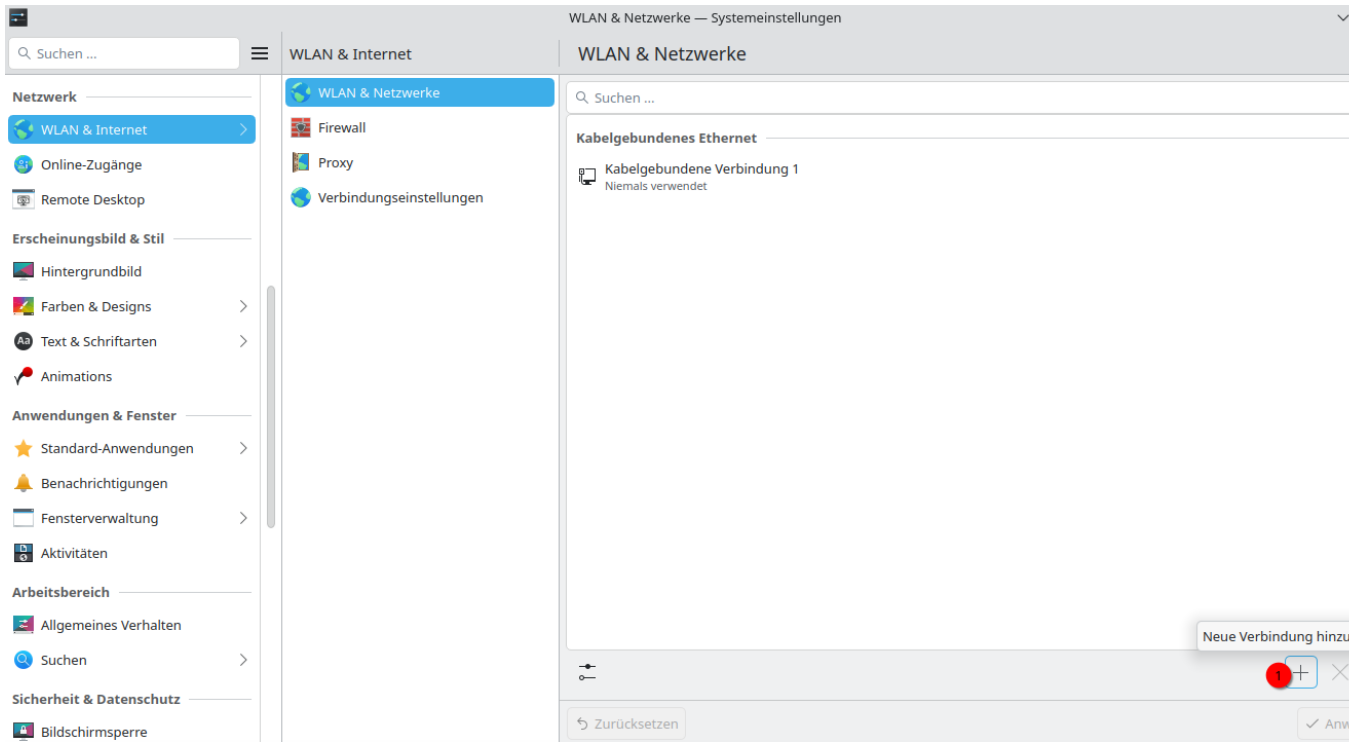 WLAN & Netzwerke — Systemeinstellungen
Suchen ...
WLAN & Internet
WLAN & Netzwerke
Netzwerk
WLAN & Internet
Online-Zugänge
Remote Desktop
Erscheinungsbild & Stil
Hintergrundbild
Farben & Designs
Aa
Text & Schriftarten
Animations
Anwendungen & Fenster
Standard-Anwendungen
Benachrichtigungen
Fensterverwaltung
Aktivitäten
Arbeitsbereich
Allgemeines Verhalten
Suchen
Sicherheit & Datenschutz
Bildschirmsperre
WLAN & Netzwerke
Firewall
Proxy
Verbindungseinstellungen
Suchen ...
Kabelgebundenes Ethernet
Kabelgebundene Verbindung 1
Niemals verwendet
Neue Verbindung hinzu
1
Zurücksetzen
Anw